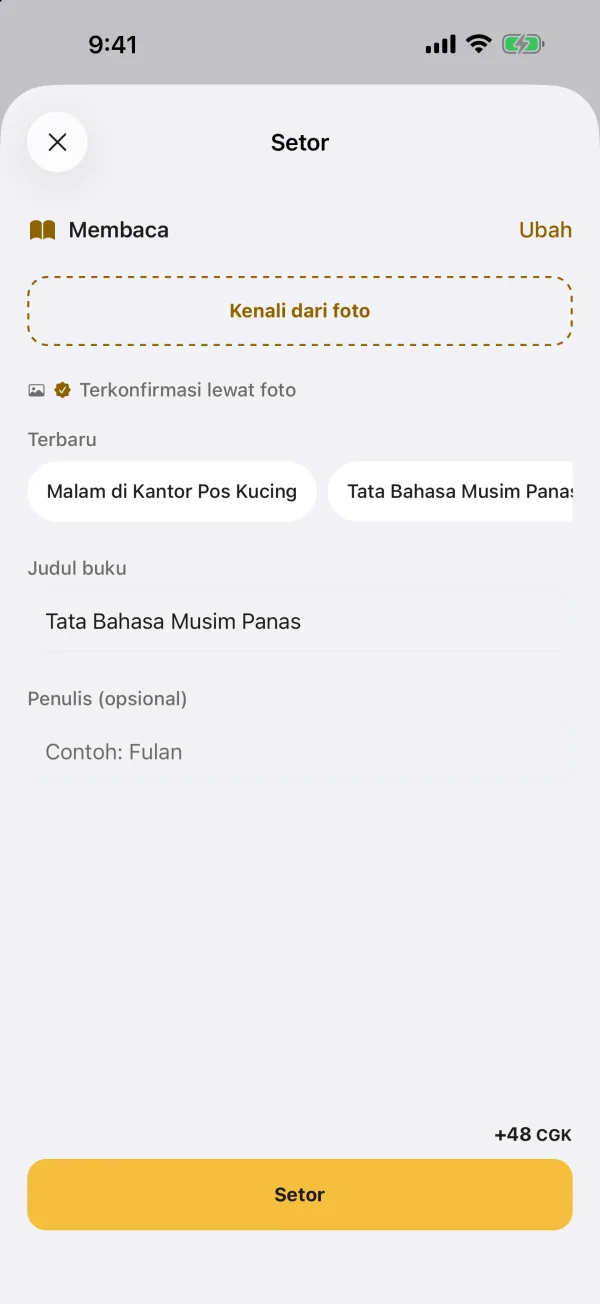 9:41
Setor
Membaca
Ubah
Kenali dari foto
Terkonfirmasi lewat foto
Terbaru
Malam di Kantor Pos Kucing
Tata Bahasa Musim Panas
Judul buku
Tata Bahasa Musim Panas
Penulis (opsional)
Contoh: Fulan
+48 CGK
Setor